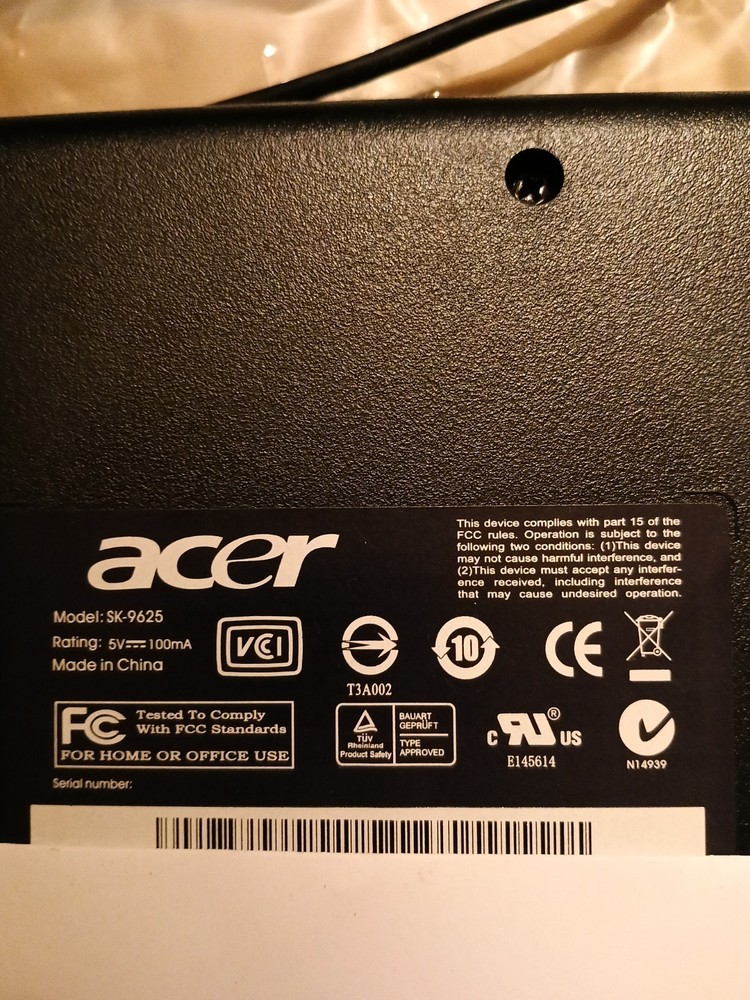 acer
This device complies with part 15 of the
FCC rules. Operation is subject to the
following two conditions: (1)This device
may not cause harmful interference, and
(2)This device must accept any interfer-
ence received, including interference
that may cause undesired operation.
Model: SK-9625
Rating: 5V⎓100mA
Made in China
VCCI
T3A002
10
CE
FC Tested To Comply
With FCC Standards
FOR HOME OR OFFICE USE
TÜV
Rheinland
Product Safety
BAUART
GEPRÜFT
TYPE
APPROVED
c RU ® US
E145614
N14939
Serial number: